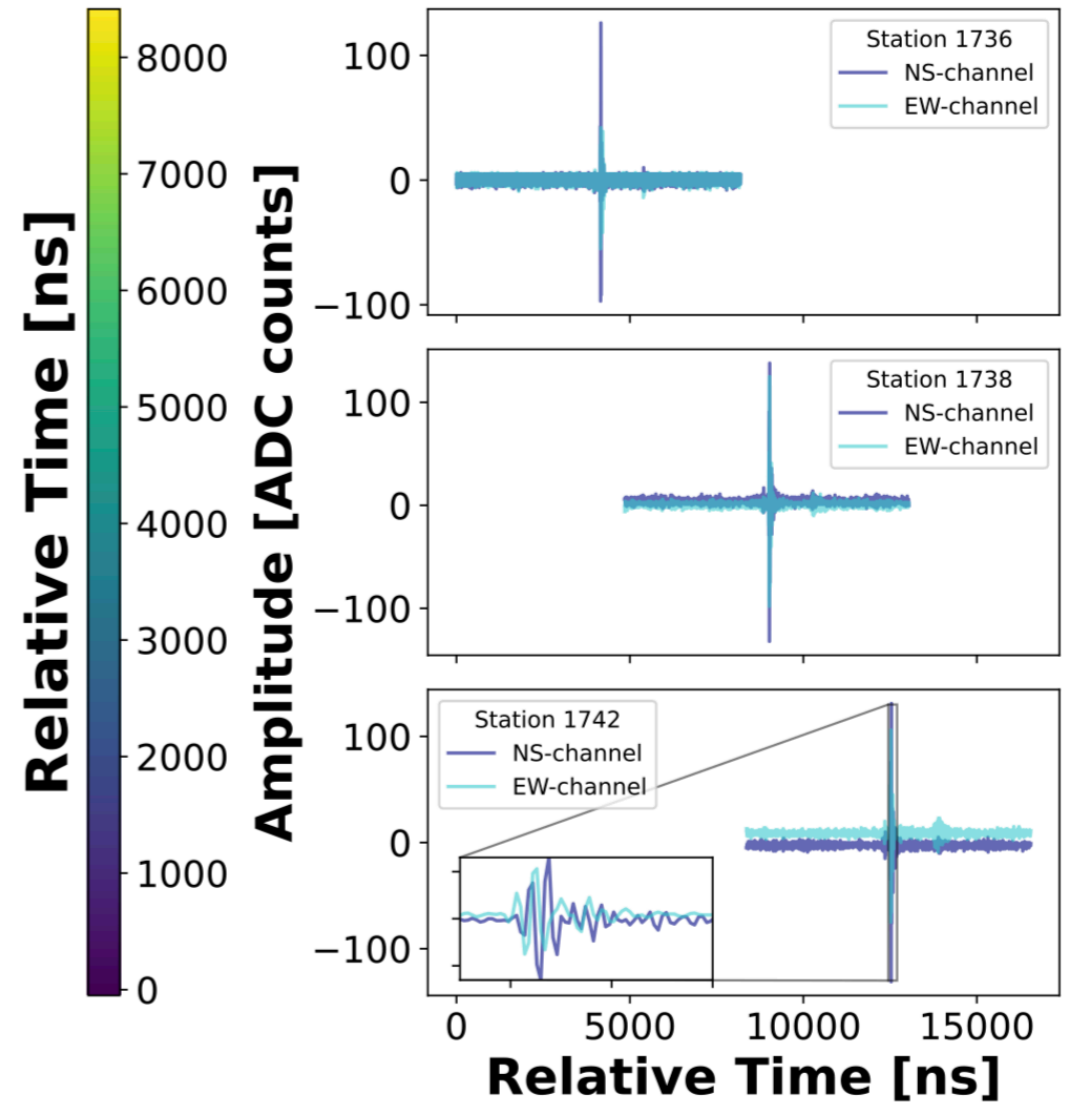 Relative Time [ns]
8000
7000
6000
5000
4000
3000
2000
1000
0
Amplitude [ADC counts]
100
0
−100
Station 1736
NS-channel
EW-channel
100
0
−100
Station 1738
NS-channel
EW-channel
100
0
−100
Station 1742
NS-channel
EW-channel
0 5000 10000 15000
Relative Time [ns]